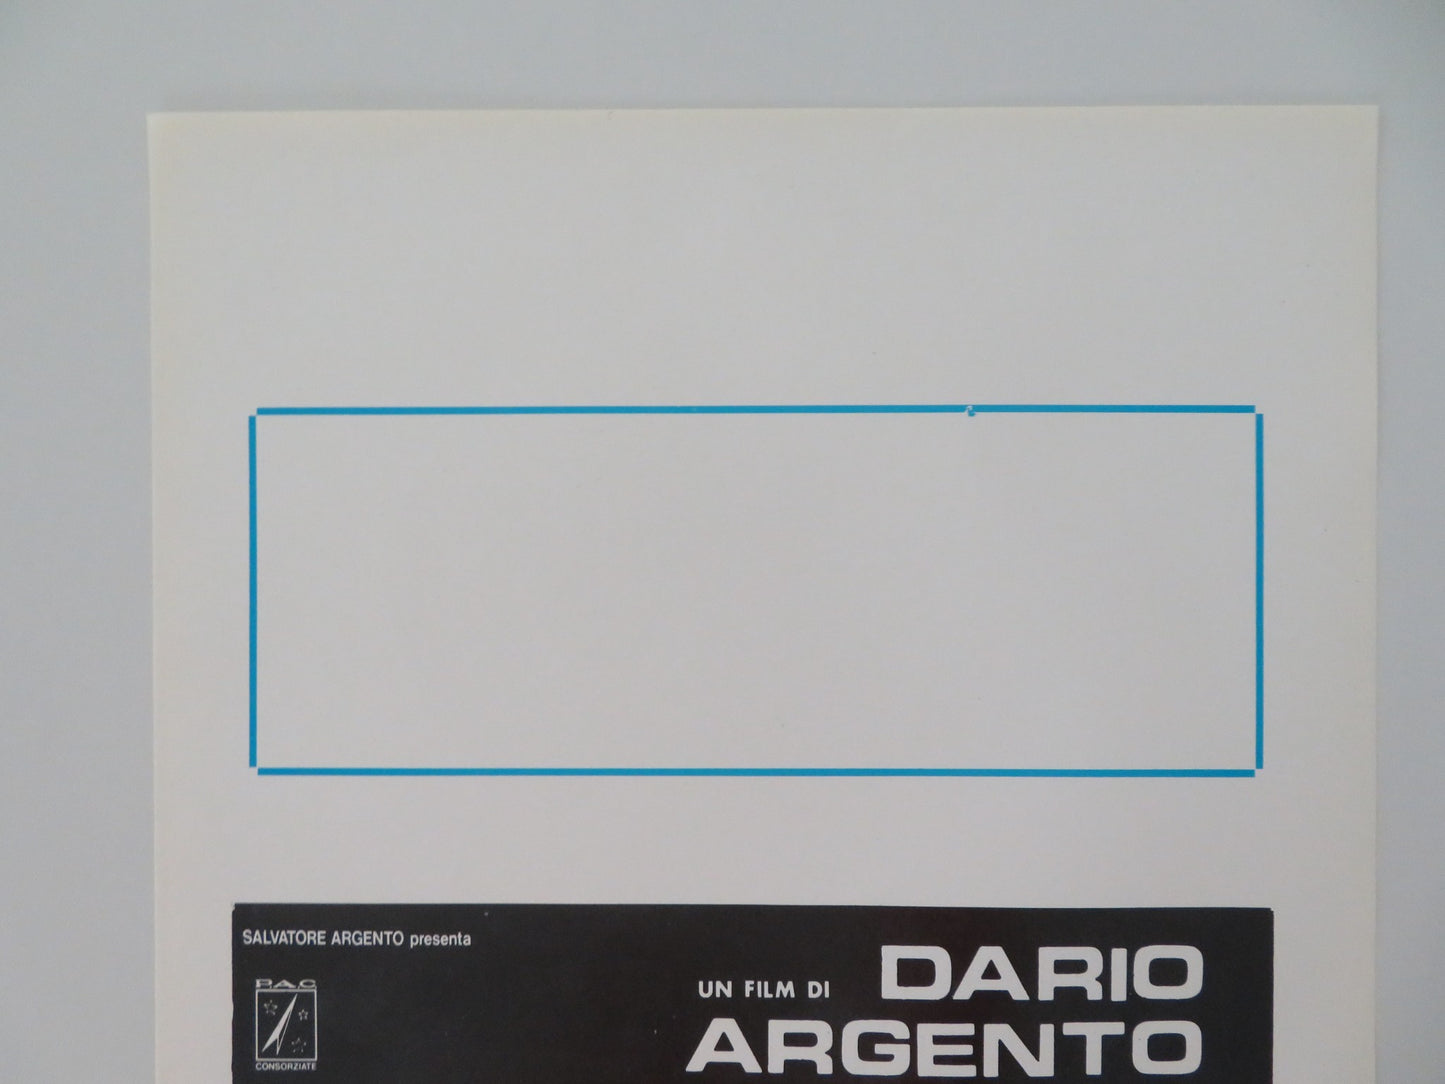 SALVATORE ARGENTO presenta
P.A.C
CONSORZIATE
UN FILM DI DARIO
ARGENTO